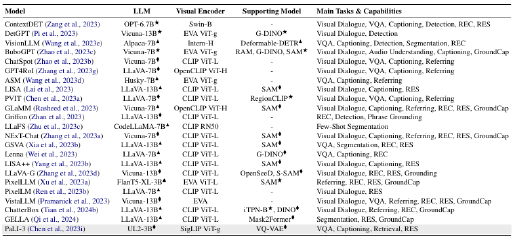 Model LLM Visual Encoder Supporting Model Main Tasks & Capabilities
ContextDET (Zang et al., 2023) OPT-6.7B★ Swin-B - Visual Dialogue, VQA, Captioning, Detection, REC, RES
DetGPT (Pi et al., 2023) Vicuna-13B★ EVA ViT-g G-DINO★ Visual Dialogue, Detection
VisionLLM (Wang et al., 2023e) Alpaca-7B▲ Intern-H Deformable-DETR▲ VQA, Captioning, Detection, Segmentation, REC
BuboGPT (Zhao et al., 2023c) Vicuna-7B★ EVA ViT-g RAM, G-DINO, SAM★ Visual Dialogue, Audio Understanding, Captioning, GroundCap
ChatSpot (Zhao et al., 2023b) Vicuna-7B♦ CLIP ViT-L - Visual Dialogue, VQA, Captioning, Referring
GPT4RoI (Zhang et al., 2023g) LLaVA-7B♦ OpenCLIP ViT-H - Visual Dialogue, VQA, Captioning, Referring
ASM (Wang et al., 2023d) Husky-7B▲ EVA ViT-g - VQA, Captioning, Referring
LISA (Lai et al., 2023) LLaVA-13B▲ CLIP ViT-L SAM♦ Visual Dialogue, Captioning, RES
PVIT (Chen et al., 2023a) LLaVA-7B♦ CLIP ViT-L RegionCLIP★ Visual Dialogue, VQA, Captioning, Referring
GLaMM (Rasheed et al., 2023) Vicuna-7B▲ OpenCLIP ViT-H SAM♦ Visual Dialogue, Captioning, Referring, REC, RES, GroundCap
Griffon (Zhan et al., 2023) LLaVA-13B♦ CLIP ViT-L - REC, Detection, Phrase Grounding
LLaFS (Zhu et al., 2023c) CodeLLaMA-7B▲ CLIP RN50 - Few-Shot Segmentation
NExT-Chat (Zhang et al., 2023a) Vicuna-7B♦ CLIP ViT-L SAM♦ Visual Dialogue, Captioning, Referring, REC, RES, GroundCap
GSVA (Xia et al., 2023b) LLaVA-13B▲ CLIP ViT-L SAM♦ VQA, Segmentation, REC, RES
Lenna (Wei et al., 2023) LLaVA-7B▲ CLIP ViT-L G-DINO♦ VQA, Captioning, REC
LISA++ (Yang et al., 2023b) LLaVA-13B▲ CLIP ViT-L SAM♦ Visual Dialogue, Captioning, RES
LLaVA-G (Zhang et al., 2023d) Vicuna-13B♦ CLIP ViT-L OpenSeeD, S-SAM♦ Visual Dialogue, REC, RES, Grounding
PixelLLM (Xu et al., 2023a) FlanT5-XL-3B▲ EVA ViT-L SAM★ Referring, REC, RES, GroundCap
PixelLM (Ren et al., 2023b) LLaVA-7B▲ CLIP ViT-L - Visual Dialogue, RES
VistaLLM (Pramanick et al., 2023) Vicuna-13B♦ EVA - Visual Dialogue, VQA, Referring, REC, RES, GroundCap
ChatterBox (Tian et al., 2024b) LLaVA-13B▲ CLIP ViT-L iTPN-B★, DINO♦ Visual Dialogue, Referring, REC, GroundCap
GELLA (Qi et al., 2024) LLaVA-13B▲ CLIP ViT-L Mask2Former♦ Segmentation, RES, GroundCap
PaLI-3 (Chen et al., 2023i) UL2-3B♦ SigLIP ViT-g VQ-VAE♦ VQA, Captioning, Retrieval, RES